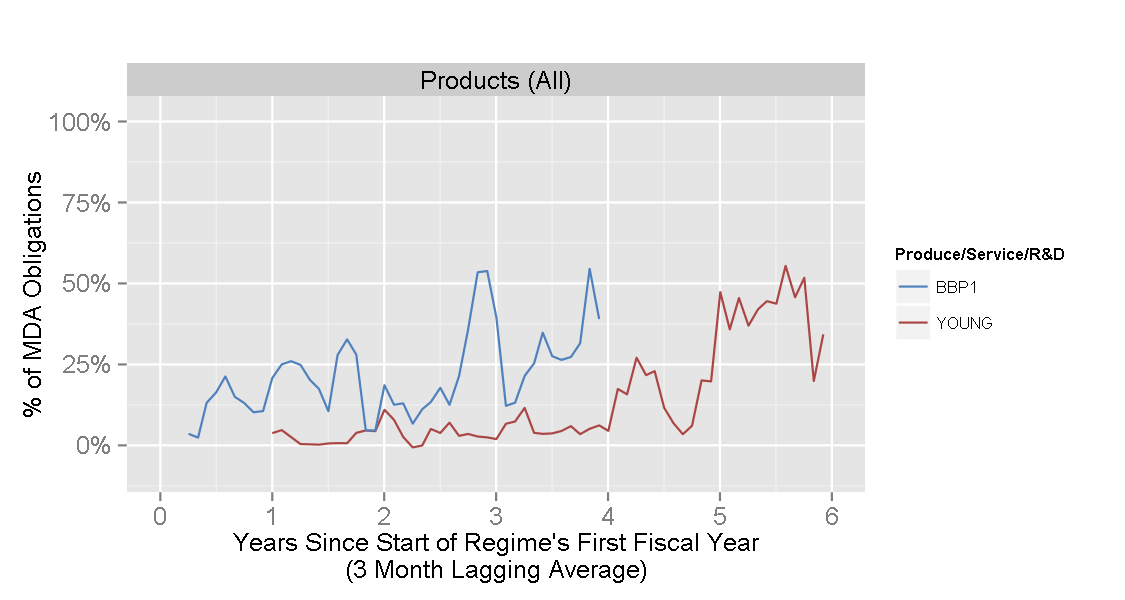 Products (All)
100%
75%
50%
25%
0%
% of MDA Obligations
0 1 2 3 4 5 6
Years Since Start of Regime's First Fiscal Year
(3 Month Lagging Average)
Produce/Service/R&D
BBP1
YOUNG